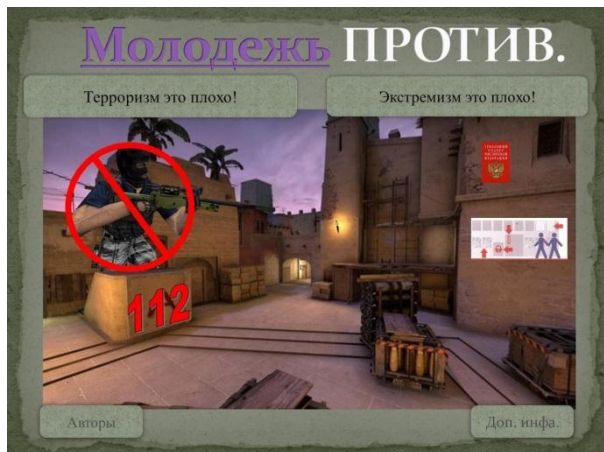 Молодежь ПРОТИВ.
Терроризм это плохо!
Экстремизм это плохо!
112
Авторы
Доп. инфа.